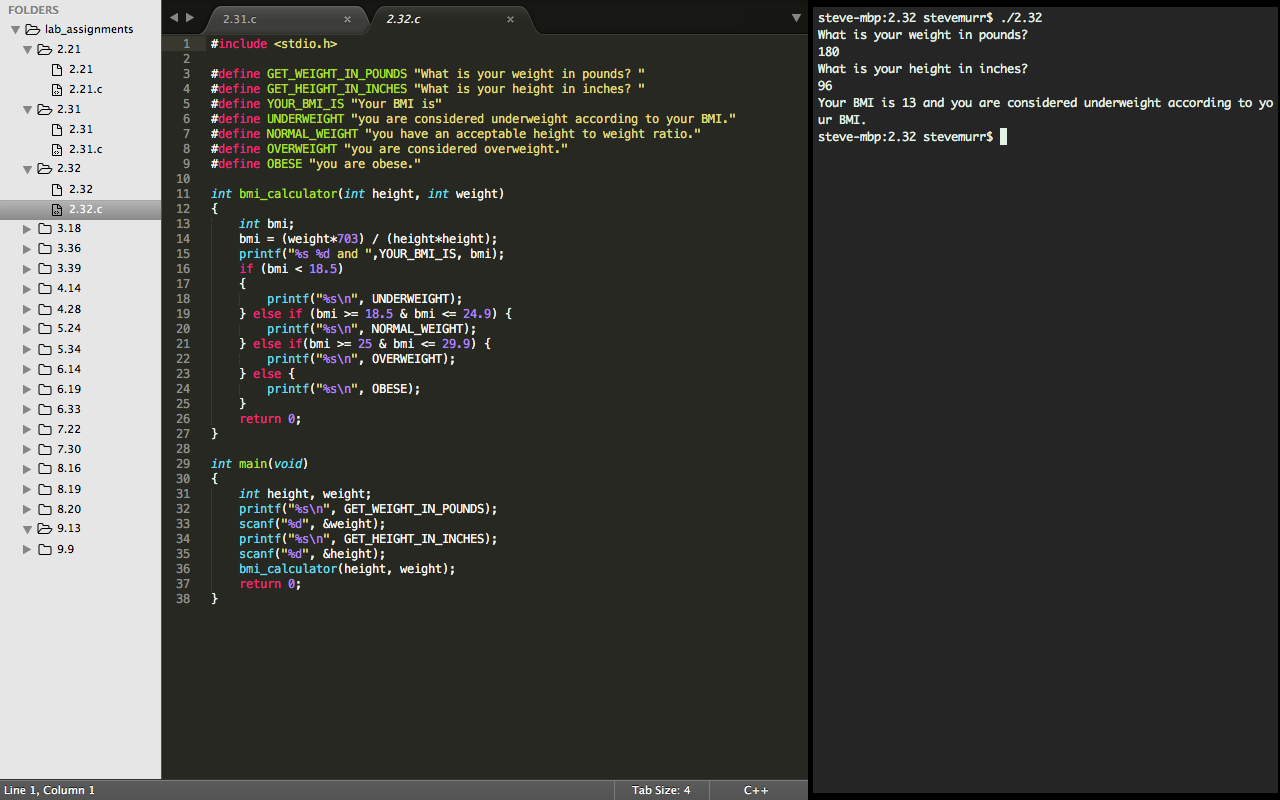 FOLDERS
lab_assignments
2.21
2.21
2.21.c
2.31
2.31
2.31.c
2.32
2.32
2.32.c
3.18
3.36
3.39
4.14
4.28
5.24
5.34
6.14
6.19
6.33
7.22
7.30
8.16
8.19
8.20
9.13
9.9
2.31.c × 2.32.c ×
1 #include <stdio.h>
2
3 #define GET_WEIGHT_IN_POUNDS "What is your weight in pounds? "
4 #define GET_HEIGHT_IN_INCHES "What is your height in inches? "
5 #define YOUR_BMI_IS "Your BMI is"
6 #define UNDERWEIGHT "you are considered underweight according to your BMI."
7 #define NORMAL_WEIGHT "you have an acceptable height to weight ratio."
8 #define OVERWEIGHT "you are considered overweight."
9 #define OBESE "you are obese."
10
11 int bmi_calculator(int height, int weight)
12 {
13     int bmi;
14     bmi = (weight*703) / (height*height);
15     printf("%s %d and ",YOUR_BMI_IS, bmi);
16     if (bmi < 18.5)
17     {
18         printf("%s\n", UNDERWEIGHT);
19     } else if (bmi >= 18.5 & bmi <= 24.9) {
20         printf("%s\n", NORMAL_WEIGHT);
21     } else if(bmi >= 25 & bmi <= 29.9) {
22         printf("%s\n", OVERWEIGHT);
23     } else {
24         printf("%s\n", OBESE);
25     }
26     return 0;
27 }
28
29 int main(void)
30 {
31     int height, weight;
32     printf("%s\n", GET_WEIGHT_IN_POUNDS);
33     scanf("%d", &weight);
34     printf("%s\n", GET_HEIGHT_IN_INCHES);
35     scanf("%d", &height);
36     bmi_calculator(height, weight);
37     return 0;
38 }
Line 1, Column 1
Tab Size: 4
C++
steve-mbp:2.32 stevemurr$ ./2.32
What is your weight in pounds?
180
What is your height in inches?
96
Your BMI is 13 and you are considered underweight according to yo
ur BMI.
steve-mbp:2.32 stevemurr$